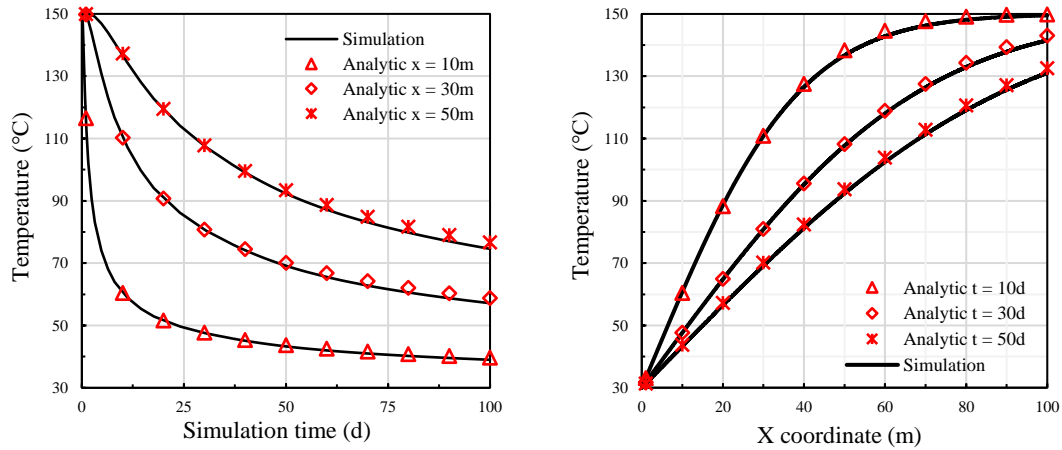 150
130
110
90
70
50
30
Temperature (°C)
0
25
50
75
100
Simulation time (d)
Simulation
Analytic x = 10m
Analytic x = 30m
Analytic x = 50m
150
130
110
90
70
50
30
Temperature (°C)
0
20
40
60
80
100
X coordinate (m)
Analytic t = 10d
Analytic t = 30d
Analytic t = 50d
Simulation